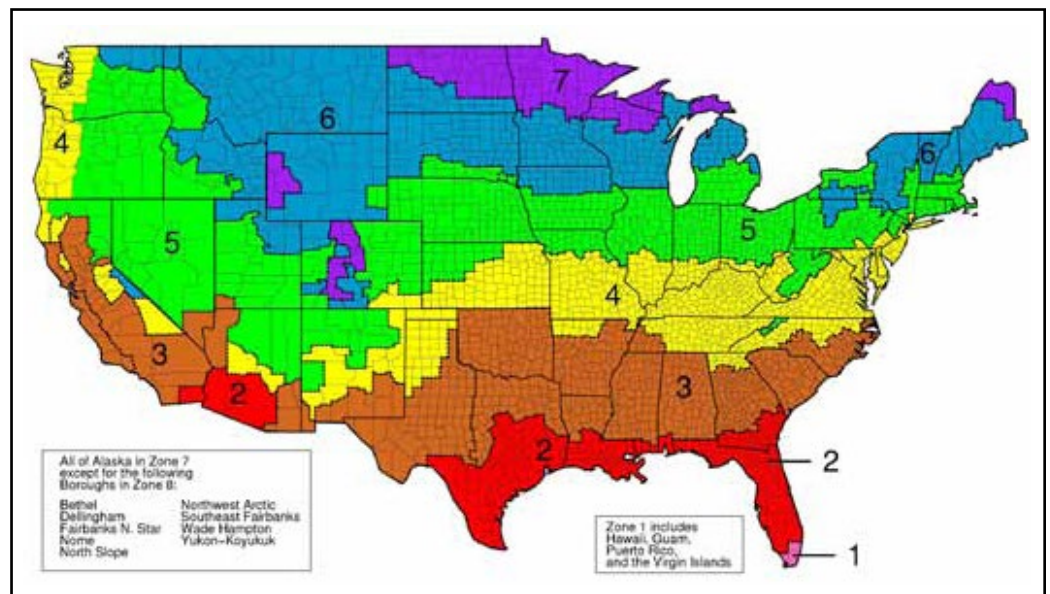 7
6
6
4
5
5
4
3
3
2
2
2
1
All of Alaska in Zone 7
except for the following
Boroughs in Zone 8:
Bethel Northwest Arctic
Dellingham Southeast Fairbanks
Fairbanks N. Star Wade Hampton
Nome Yukon-Koyukuk
North Slope
Zone 1 includes
Hawaii, Guam,
Puerto Rico,
and the Virgin Islands